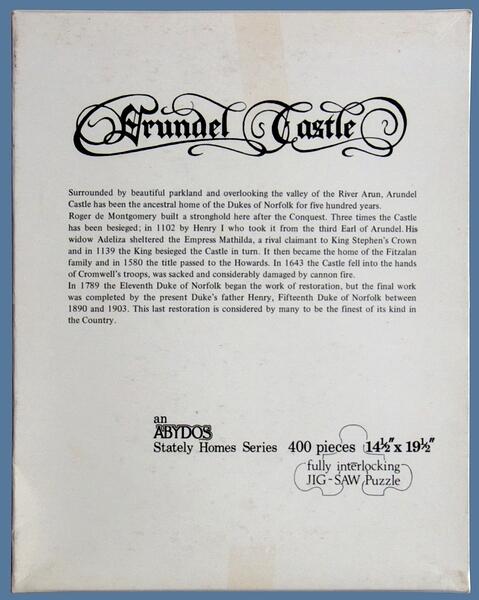 Arundel Castle
Surrounded by beautiful parkland and overlooking the valley of the River Arun, Arundel
Castle has been the ancestral home of the Dukes of Norfolk for five hundred years.
Roger de Montgomery built a stronghold here after the Conquest. Three times the Castle
has been besieged; in 1102 by Henry I who took it from the third Earl of Arundel. His
widow Adeliza sheltered the Empress Mathilda, a rival claimant to King Stephen's Crown
and in 1139 the King besieged the Castle in turn. It then became the home of the Fitzalan
family and in 1580 the title passed to the Howards. In 1643 the Castle fell into the hands
of Cromwell's troops, was sacked and considerably damaged by cannon fire.
In 1789 the Eleventh Duke of Norfolk began the work of restoration, but the final work
was completed by the present Duke's father Henry, Fifteenth Duke of Norfolk between
1890 and 1903. This last restoration is considered by many to be the finest of its kind in
the Country.
an
ABYDOS
Stately Homes Series 400 pieces 14½" x 19½"
fully interlocking
JIG-SAW Puzzle